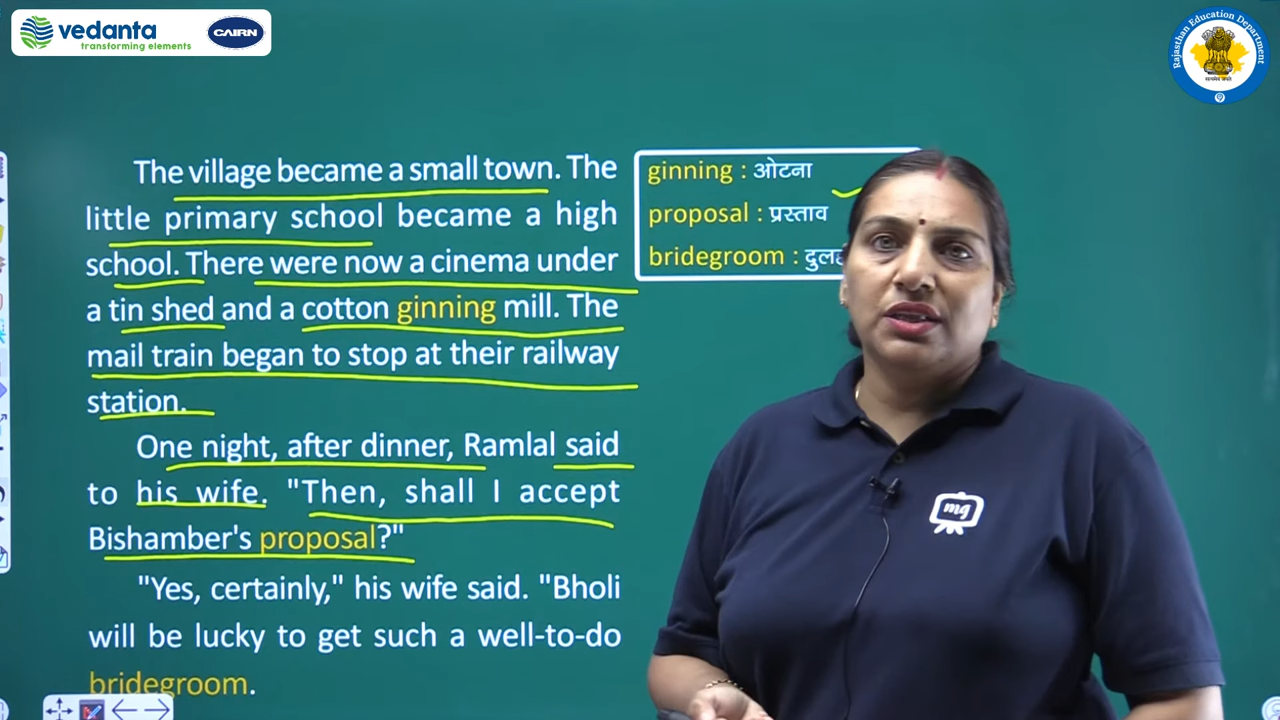 vedanta
transforming elements
CAIRN
Rajasthan Education Department
The village became a small town. The
little primary school became a high
school. There were now a cinema under
a tin shed and a cotton ginning mill. The
mail train began to stop at their railway
station.
One night, after dinner, Ramlal said
to his wife. "Then, shall I accept
Bishamber's proposal?"
"Yes, certainly," his wife said. "Bholi
will be lucky to get such a well-to-do
bridegroom.
ginning : ओटना
proposal : प्रस्ताव
bridegroom :
mg